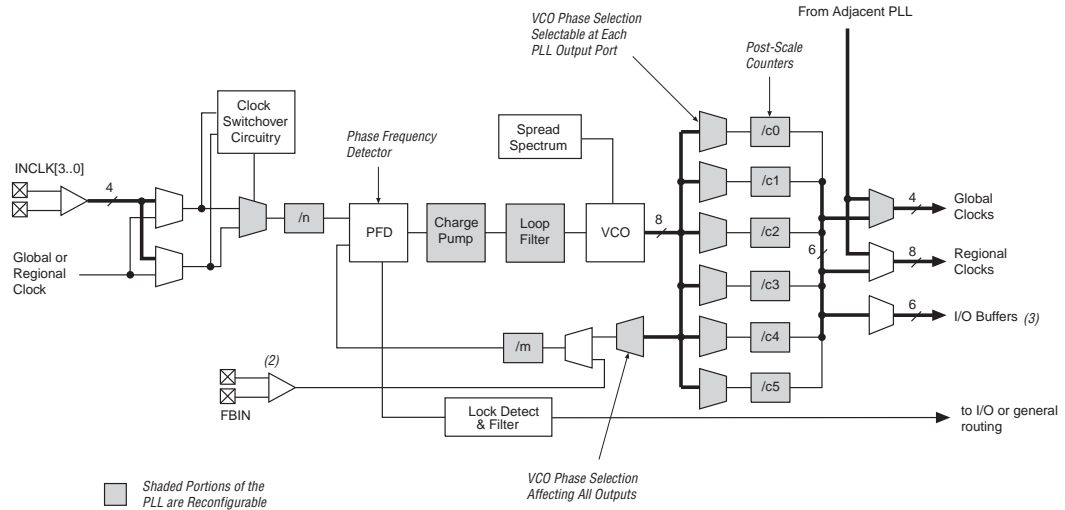 From Adjacent PLL
VCO Phase Selection
Selectable at Each
PLL Output Port
Post-Scale
Counters
Clock
Switchover
Circuitry
Phase Frequency
Detector
Spread
Spectrum
INCLK[3..0]
4
/n
PFD
Charge
Pump
Loop
Filter
VCO
8
/c0
/c1
/c2
/c3
/c4
/c5
6
4
Global
Clocks
8
Regional
Clocks
6
I/O Buffers (3)
Global or
Regional
Clock
/m
(2)
FBIN
Lock Detect
& Filter
to I/O or general
routing
VCO Phase Selection
Affecting All Outputs
Shaded Portions of the
PLL are Reconfigurable